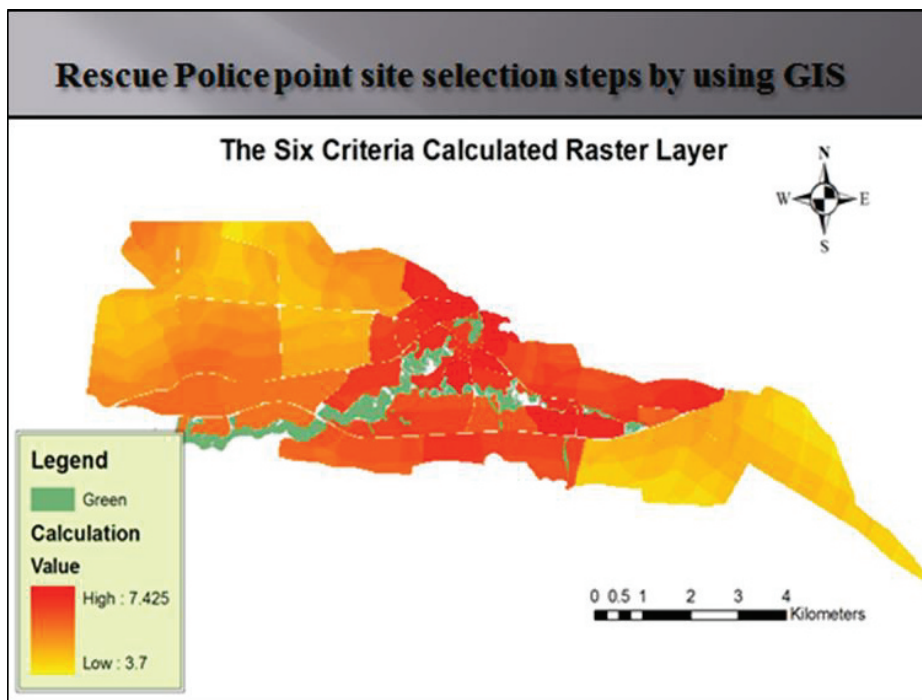 Rescue Police point site selection steps by using GIS
The Six Criteria Calculated Raster Layer
N
W E
S
Legend
Green
Calculation
Value
High : 7.425
Low : 3.7
0 0.5 1 2 3 4
Kilometers